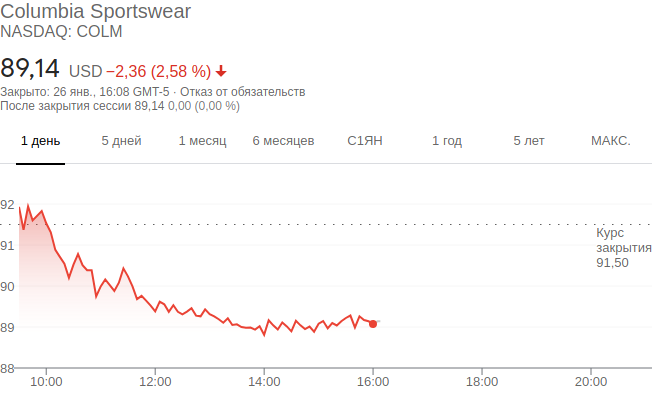 Columbia Sportswear
NASDAQ: COLM
89,14 USD −2,36 (2,58 %)
Закрыто: 26 янв., 16:08 GMT-5 · Отказ от обязательств
После закрытия сессии 89,14 0,00 (0,00 %)
1 день 5 дней 1 месяц 6 месяцев С1ЯН 1 год 5 лет МАКС.
92
91
90
89
88
Курс
закрытия
91,50
10:00 12:00 14:00 16:00 18:00 20:00